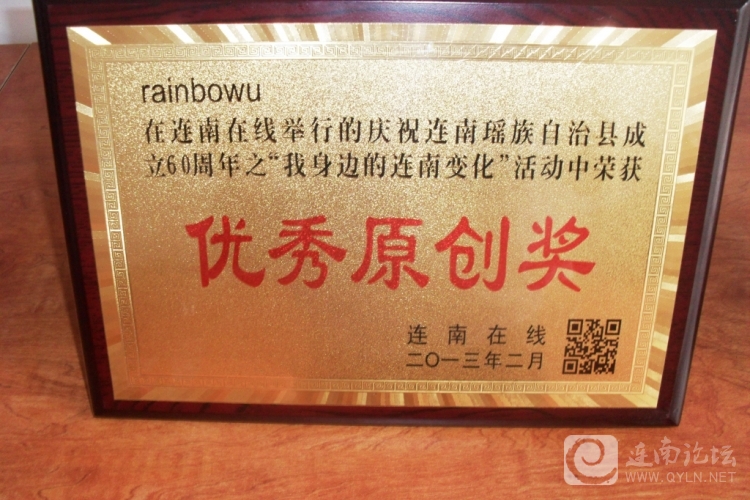 rainbowu
在连南在线举行的庆祝连南瑶族自治县成
立60周年之“我身边的连南变化”活动中荣获
优秀原创奖
连南在线
二〇一三年二月
连南论坛
WWW.QYLN.NET